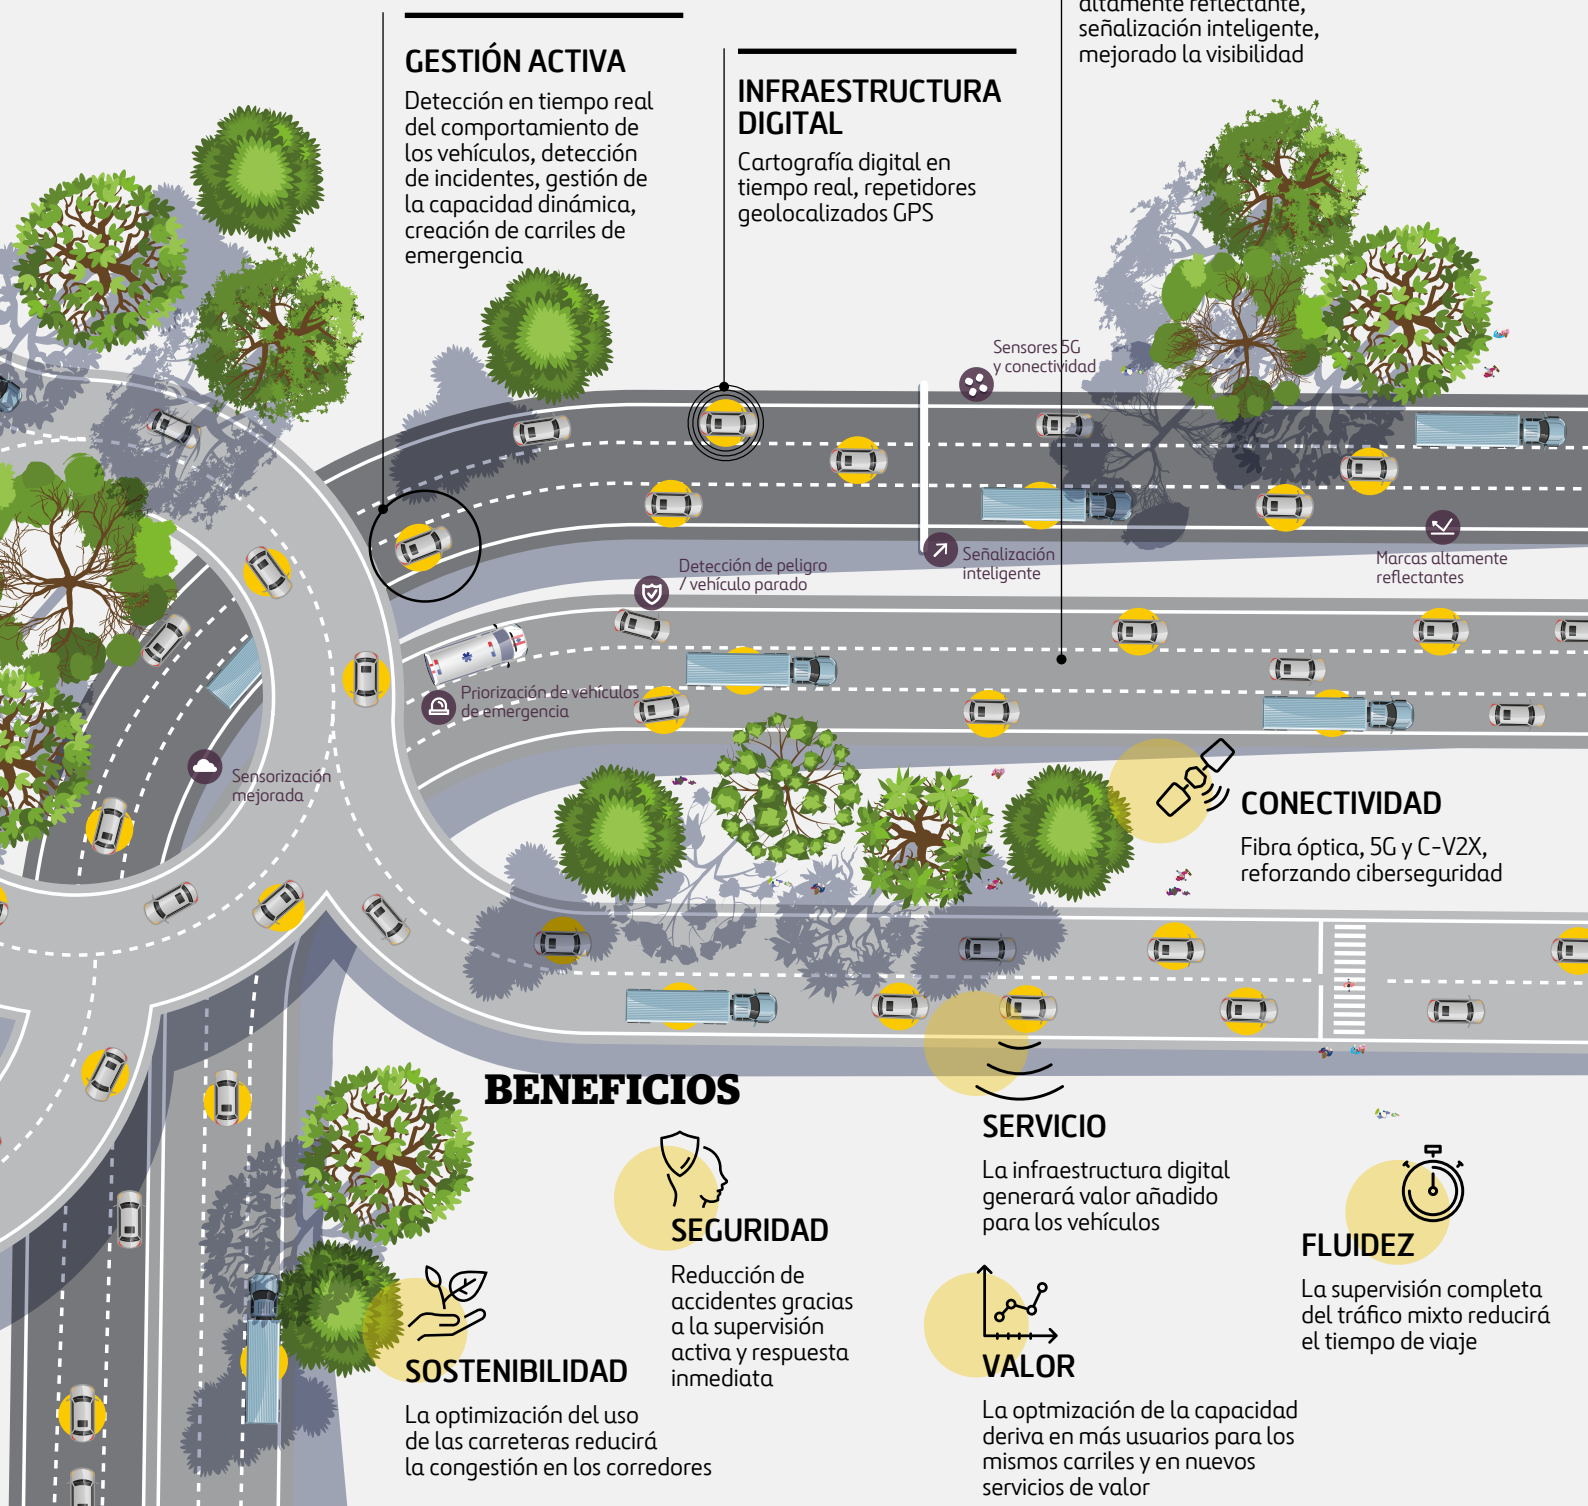 altamente reflectante,
señalización inteligente,
mejorado la visibilidad
GESTIÓN ACTIVA
Detección en tiempo real
del comportamiento de
los vehículos, detección
de incidentes, gestión de
la capacidad dinámica,
creación de carriles de
emergencia
INFRAESTRUCTURA
DIGITAL
Cartografía digital en
tiempo real, repetidores
geolocalizados GPS
Sensores 5G
y conectividad
Señalización
inteligente
Marcas altamente
reflectantes
Detección de peligro
/ vehículo parado
Priorización de vehículos
de emergencia
Sensorización
mejorada
CONECTIVIDAD
Fibra óptica, 5G y C-V2X,
reforzando ciberseguridad
BENEFICIOS
SOSTENIBILIDAD
La optimización del uso
de las carreteras reducirá
la congestión en los corredores
SEGURIDAD
Reducción de
accidentes gracias
a la supervisión
activa y respuesta
inmediata
SERVICIO
La infraestructura digital
generará valor añadido
para los vehículos
VALOR
La optmización de la capacidad
deriva en más usuarios para los
mismos carriles y en nuevos
servicios de valor
FLUIDEZ
La supervisión completa
del tráfico mixto reducirá
el tiempo de viaje